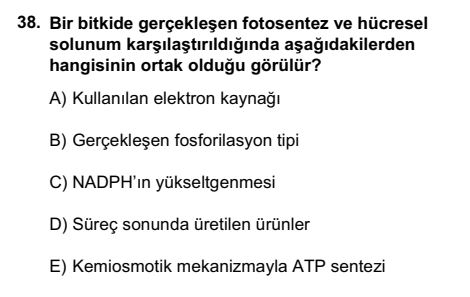 38. Bir bitkide gerçekleşen fotosentez ve hücresel
solunum karşılaştırıldığında aşağıdakilerden
hangisinin ortak olduğu görülür?
A) Kullanılan elektron kaynağı
B) Gerçekleşen fosforilasyon tipi
C) NADPH’ın yükseltgenmesi
D) Süreç sonunda üretilen ürünler
E) Kemiosmotik mekanizmayla ATP sentezi